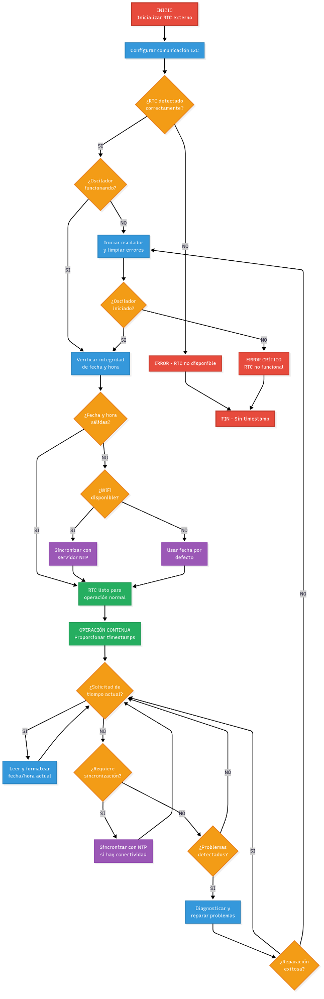 INICIO
Inicializar RTC externo
Configurar comunicación I2C
¿RTC detectado
correctamente?
SI
¿Oscilador
funcionando?
NO
Iniciar oscilador
y limpiar errores
NO
SI
¿Oscilador
iniciado?
SI
NO
Verificar integridad
de fecha y hora
ERROR - RTC no disponible
ERROR CRÍTICO
RTC no funcional
¿Fecha y hora
válidas?
FIN - Sin timestamp
NO
¿WiFi
disponible?
SI
SI
NO
Sincronizar con
servidor NTP
Usar fecha por
defecto
RTC listo para
operación normal
NO
OPERACIÓN CONTINUA
Proporcionar timestamps
¿Solicitud de
tiempo actual?
SI
NO
Leer y formatear
fecha/hora actual
¿Requiere
sincronización?
NO
SI
NO
Sincronizar con NTP
si hay conectividad
¿Problemas
detectados?
SI
SI
Diagnosticar y
reparar problemas
¿Reparación
exitosa?